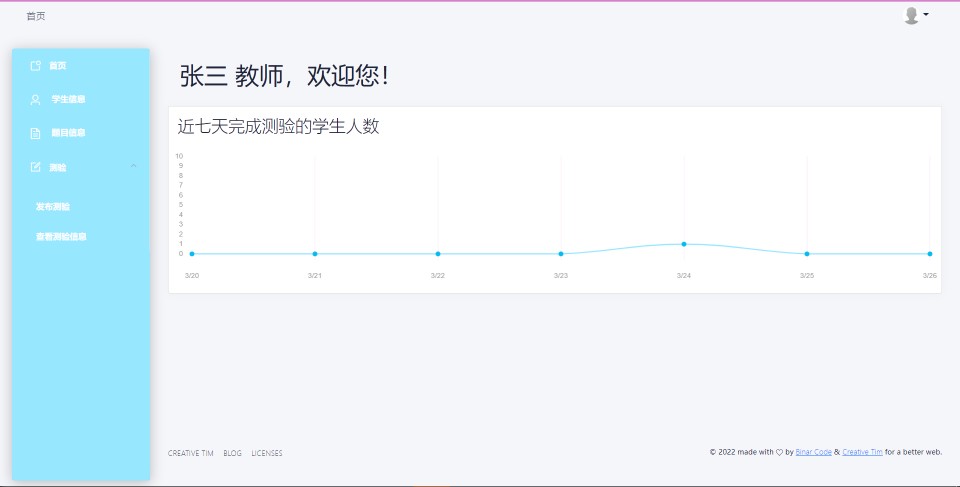 首页
首页
学生信息
题目信息
测验
发布测验
查看测验信息
张三 教师，欢迎您！
近七天完成测验的学生人数
10
9
8
7
6
5
4
3
2
1
0
3/20 3/21 3/22 3/23 3/24 3/25 3/26
CREATIVE TIM BLOG LICENSES
© 2022 made with ♡ by Binar Code & Creative Tim for a better web.